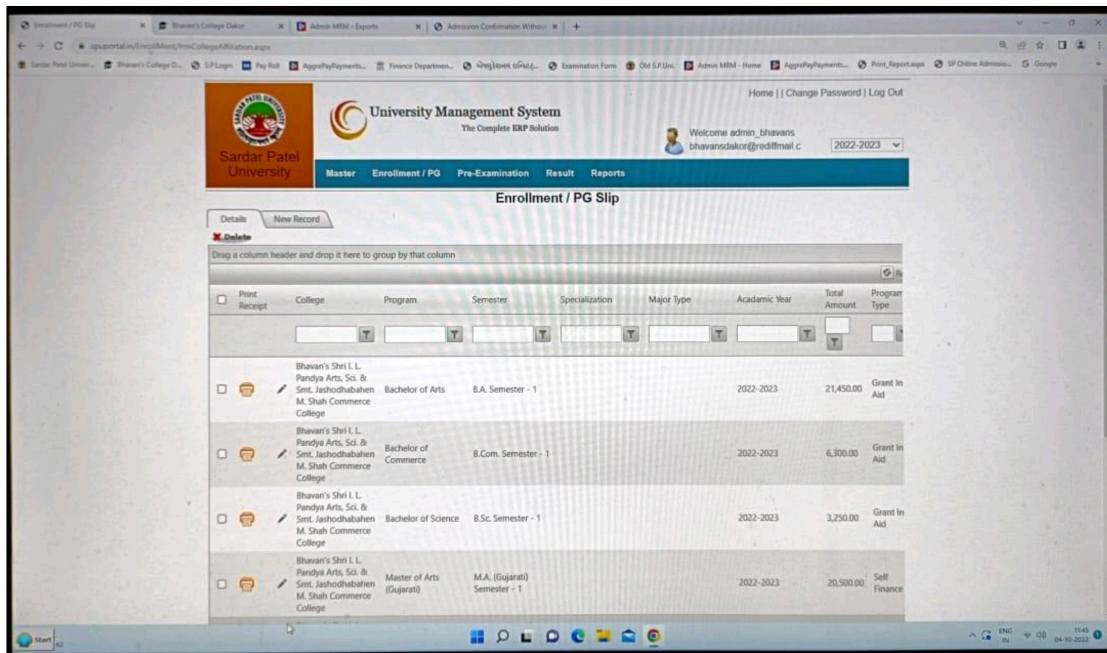 Enrollment / PG Slip
Bhavan's College Dakor
Admin MRM - Exports
Admission Confirmation Without
spuportal.in/EnrollMent/frmCollegeAffiliation.aspx
Bhavan's College D...
S.P.Login
Pay Roll
AggrePayPayments...
Finance Departmen...
Examination Form
Old S.P.Uni.
Admin MRM - Home
AggrePayPayments...
Print_Report.aspx
SP Online Admissio...
Google
SARDAR PATEL UNIVERSITY
Sardar Patel
University
University Management System
The Complete ERP Solution
Home | | Change Password | Log Out
Welcome admin_bhavans
bhavansdakor@rediffmail.c
2022-2023
Master Enrollment / PG Pre-Examination Result Reports
Enrollment / PG Slip
Details New Record
Delete
Drag a column header and drop it here to group by that column
Print
Receipt
College
Program
Semester
Specialization
Major Type
Acadamic Year
Total
Amount
Program
Type
Bhavan's Shri I. L.
Pandya Arts, Sci. &
Smt. Jashodhabahen
M. Shah Commerce
College
Bachelor of Arts
B.A. Semester - 1
2022-2023
21,450.00
Grant In
Aid
Bhavan's Shri I. L.
Pandya Arts, Sci. &
Smt. Jashodhabahen
M. Shah Commerce
College
Bachelor of
Commerce
B.Com. Semester - 1
2022-2023
6,300.00
Grant In
Aid
Bhavan's Shri I. L.
Pandya Arts, Sci. &
Smt. Jashodhabahen
M. Shah Commerce
College
Bachelor of Science
B.Sc. Semester - 1
2022-2023
3,250.00
Grant In
Aid
Bhavan's Shri I. L.
Pandya Arts, Sci. &
Smt. Jashodhabahen
M. Shah Commerce
College
Master of Arts
(Gujarati)
M.A. (Gujarati)
Semester - 1
2022-2023
20,500.00
Self
Finance
Start
ENG
IN
11:45
04-10-2022